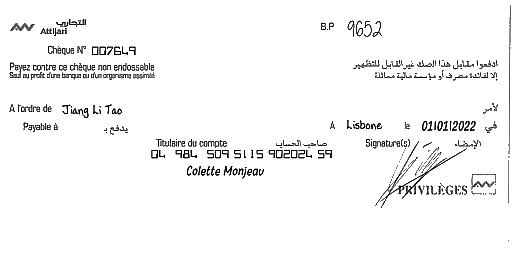 التجاري
Attijari
B.P 9652
Chèque N° 007649
Payez contre ce chèque non endossable
Sauf au profit d'une banque ou d'un organisme assimilé
ادفعوا مقابل هذا الصك غير القابل للتظهير
إلا لفائدة مصرف أو مؤسسة مالية مماثلة
A l'ordre de Jiang Li Tao لأمر
Payable à يدفع بـ A Lisbone le 01/01/2022 في
Titulaire du compte صاحب الحساب Signature(s) الإمضاء
04 984 509 5115 902024 59
Colette Monjeau
PRIVILÈGES